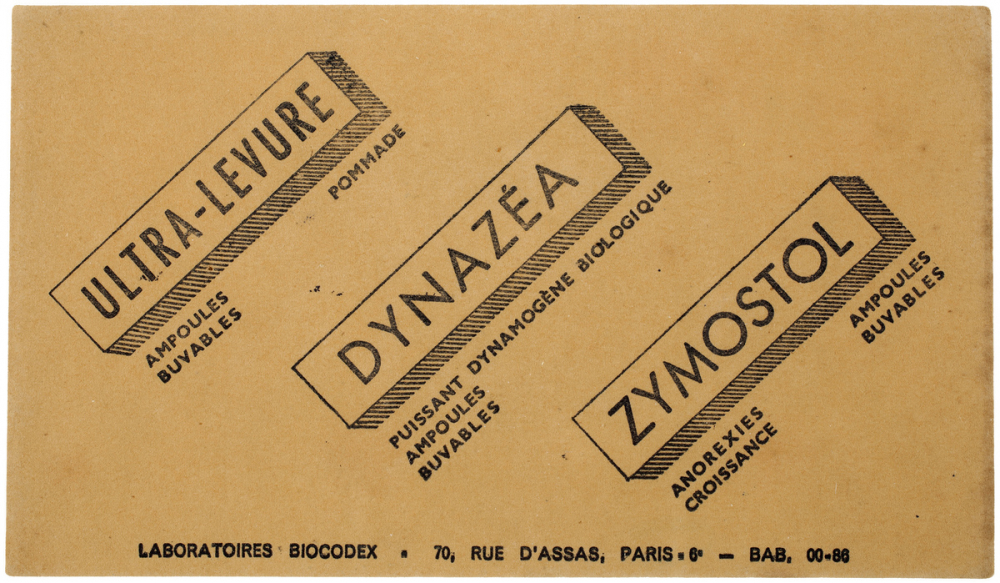 ULTRA-LEVURE
POMMADE
AMPOULES
BUVABLES
DYNAZÉA
PUISSANT DYNAMOGÈNE BIOLOGIQUE
AMPOULES
BUVABLES
ZYMOSTOL
AMPOULES
BUVABLES
ANOREXIES
CROISSANCE
LABORATOIRES BIOCODEX - 70, RUE D'ASSAS, PARIS-6e — BAB. 00-86